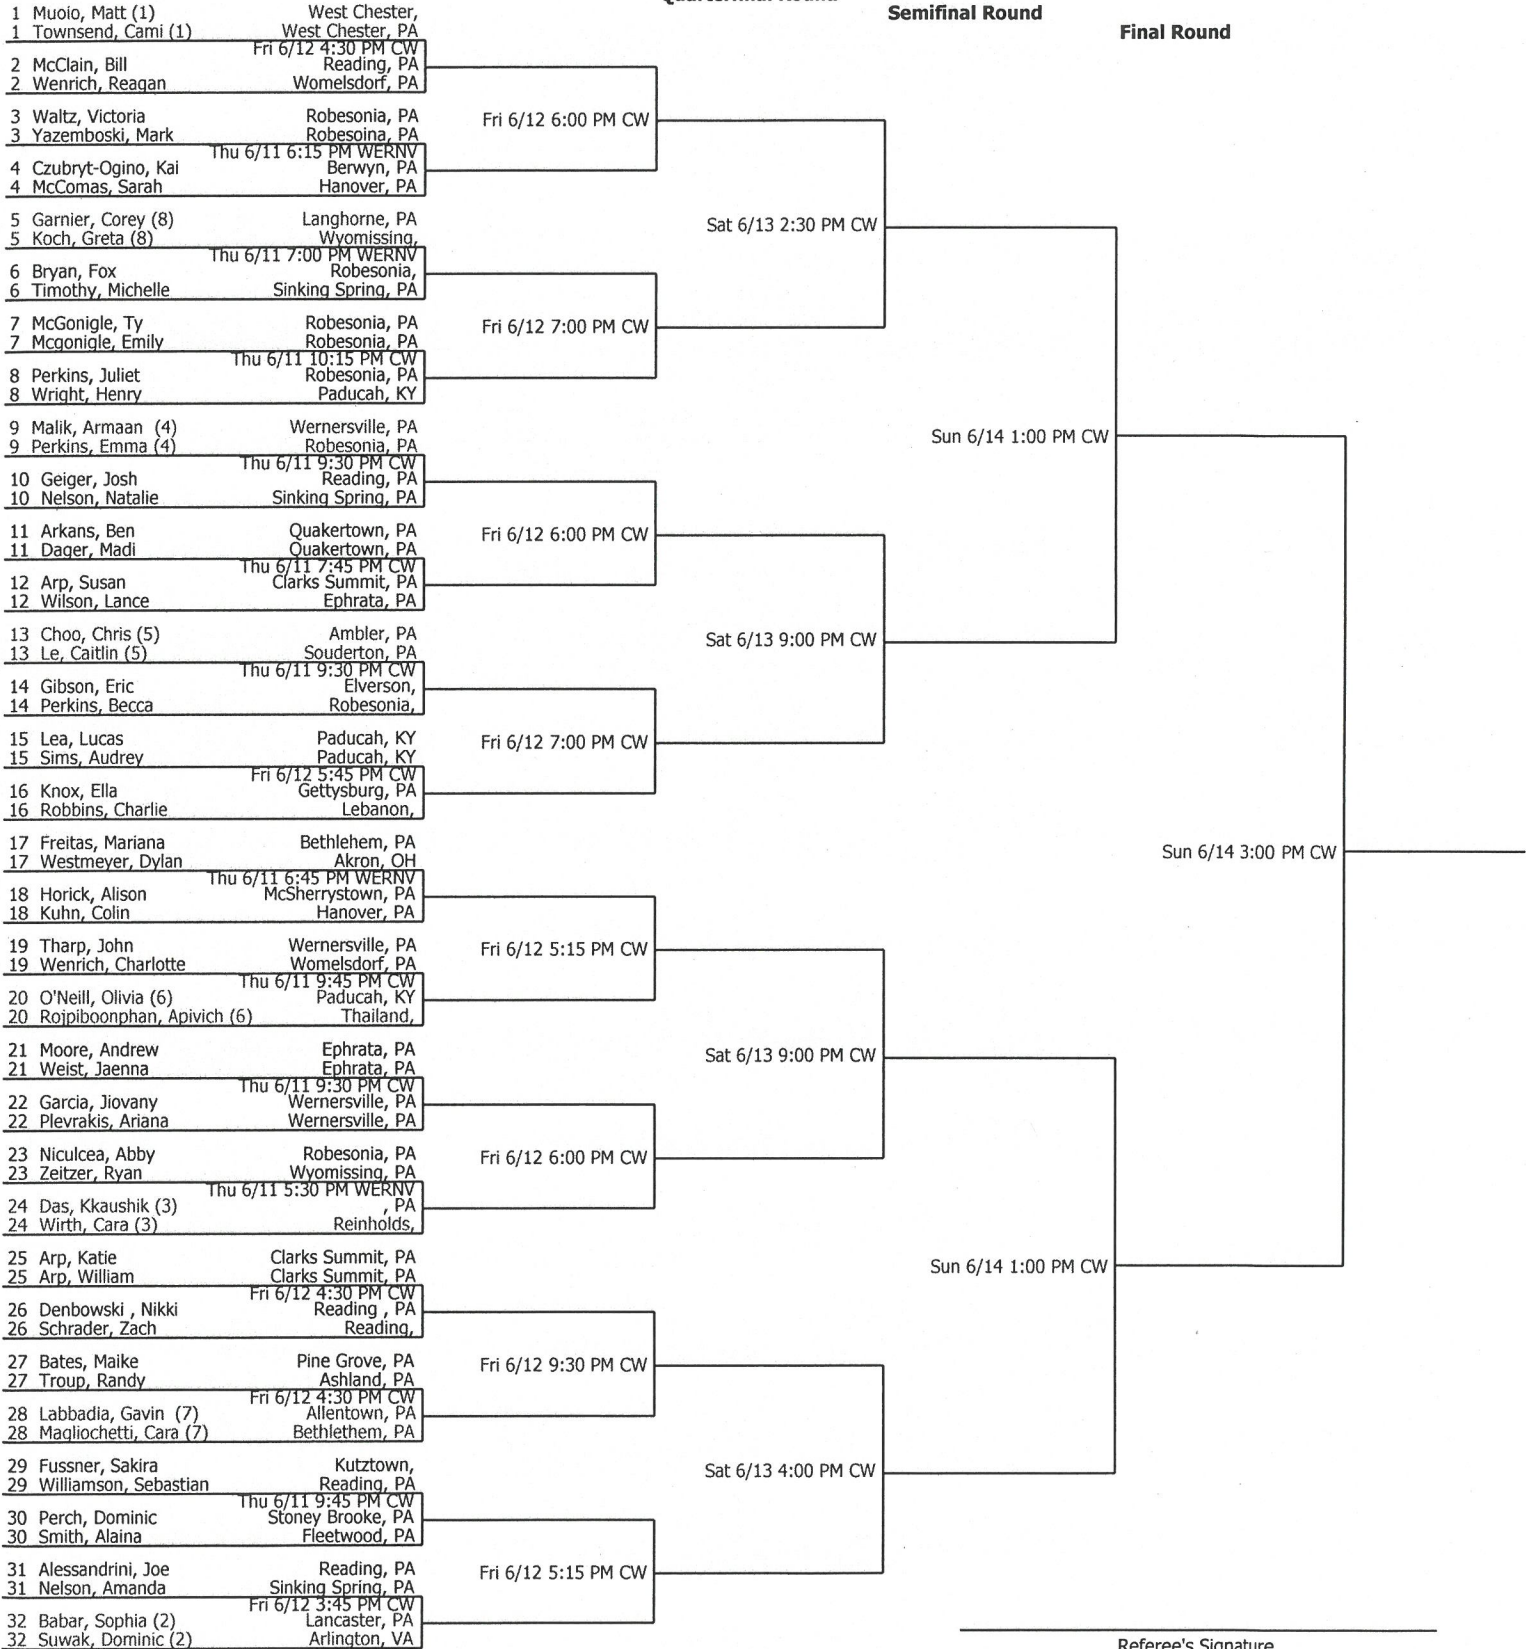 Semifinal Round
Final Round
1 Muoio, Matt (1) West Chester,
1 Townsend, Cami (1) West Chester, PA
Fri 6/12 4:30 PM CW
2 McClain, Bill Reading, PA
2 Wenrich, Reagan Womelsdorf, PA
3 Waltz, Victoria Robesonia, PA
Fri 6/12 6:00 PM CW
3 Yazemboski, Mark Robesoina, PA
Thu 6/11 6:15 PM WERNV
4 Czubryt-Ogino, Kai Berwyn, PA
4 McComas, Sarah Hanover, PA
5 Garnier, Corey (8) Langhorne, PA
Sat 6/13 2:30 PM CW
5 Koch, Greta (8) Wyomissing,
Thu 6/11 7:00 PM WERNV
6 Bryan, Fox Robesonia,
6 Timothy, Michelle Sinking Spring, PA
7 McGonigle, Ty Robesonia, PA
Fri 6/12 7:00 PM CW
7 Mcgonigle, Emily Robesonia, PA
Thu 6/11 10:15 PM CW
8 Perkins, Juliet Robesonia, PA
8 Wright, Henry Paducah, KY
9 Malik, Armaan (4) Wernersville, PA
Sun 6/14 1:00 PM CW
9 Perkins, Emma (4) Robesonia, PA
Thu 6/11 9:30 PM CW
10 Geiger, Josh Reading, PA
10 Nelson, Natalie Sinking Spring, PA
11 Arkans, Ben Quakertown, PA
Fri 6/12 6:00 PM CW
11 Dager, Madi Quakertown, PA
Thu 6/11 7:45 PM CW
12 Arp, Susan Clarks Summit, PA
12 Wilson, Lance Ephrata, PA
13 Choo, Chris (5) Ambler, PA
Sat 6/13 9:00 PM CW
13 Le, Caitlin (5) Souderton, PA
Thu 6/11 9:30 PM CW
14 Gibson, Eric Elverson,
14 Perkins, Becca Robesonia,
15 Lea, Lucas Paducah, KY
Fri 6/12 7:00 PM CW
15 Sims, Audrey Paducah, KY
Fri 6/12 5:45 PM CW
16 Knox, Ella Gettysburg, PA
16 Robbins, Charlie Lebanon,
17 Freitas, Mariana Bethlehem, PA
Sun 6/14 3:00 PM CW
17 Westmeyer, Dylan Akron, OH
Thu 6/11 6:45 PM WERNV
18 Horick, Alison McSherrystown, PA
18 Kuhn, Colin Hanover, PA
19 Tharp, John Wernersville, PA
Fri 6/12 5:15 PM CW
19 Wenrich, Charlotte Womelsdorf, PA
Thu 6/11 9:45 PM CW
20 O'Neill, Olivia (6) Paducah, KY
20 Rojpiboonphan, Apivich (6) Thailand,
21 Moore, Andrew Ephrata, PA
Sat 6/13 9:00 PM CW
21 Weist, Jaenna Ephrata, PA
Thu 6/11 9:30 PM CW
22 Garcia, Jiovany Wernersville, PA
22 Plevrakis, Ariana Wernersville, PA
23 Niculcea, Abby Robesonia, PA
Fri 6/12 6:00 PM CW
23 Zeitzer, Ryan Wyomissing, PA
Thu 6/11 5:30 PM WERNV
24 Das, Kkaushik (3) , PA
24 Wirth, Cara (3) Reinholds,
25 Arp, Katie Clarks Summit, PA
Sun 6/14 1:00 PM CW
25 Arp, William Clarks Summit, PA
Fri 6/12 4:30 PM CW
26 Denbowski , Nikki Reading , PA
26 Schrader, Zach Reading,
27 Bates, Maike Pine Grove, PA
Fri 6/12 9:30 PM CW
27 Troup, Randy Ashland, PA
Fri 6/12 4:30 PM CW
28 Labbadia, Gavin (7) Allentown, PA
28 Magliochetti, Cara (7) Bethlethem, PA
29 Fussner, Sakira Kutztown,
Sat 6/13 4:00 PM CW
29 Williamson, Sebastian Reading, PA
Thu 6/11 9:45 PM CW
30 Perch, Dominic Stoney Brooke, PA
30 Smith, Alaina Fleetwood, PA
31 Alessandrini, Joe Reading, PA
Fri 6/12 5:15 PM CW
31 Nelson, Amanda Sinking Spring, PA
Fri 6/12 3:45 PM CW
32 Babar, Sophia (2) Lancaster, PA
32 Suwak, Dominic (2) Arlington, VA
Referee's Signature